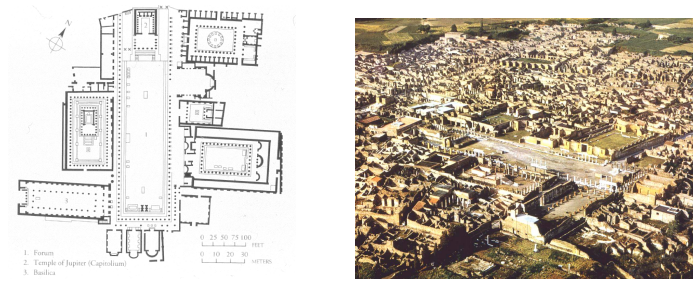 N
0 25 50 75 100
FEET
0 10 20 30
METERS
1. Forum
2. Temple of Jupiter (Capitolium)
3. Basilica